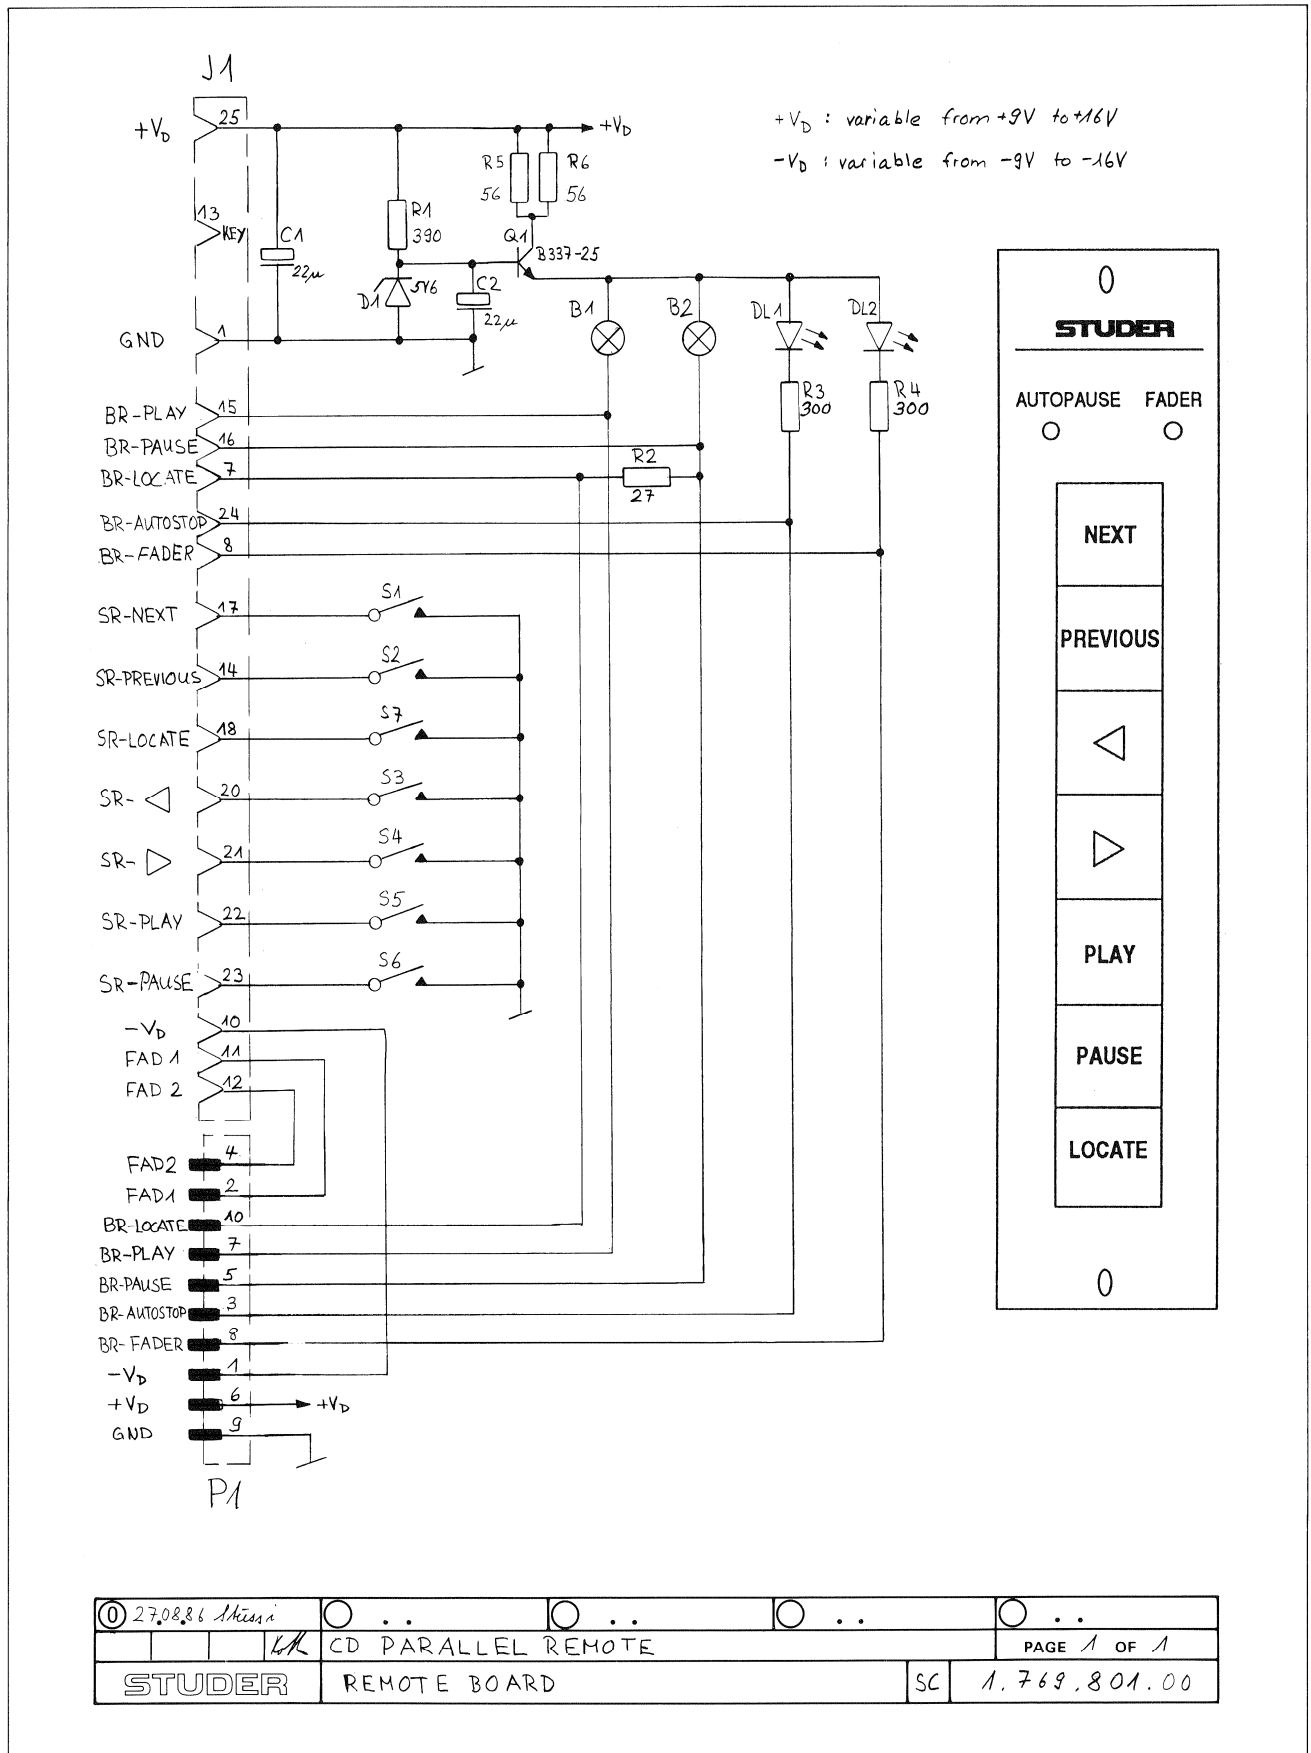 J1
+VD 25 +VD
+VD : variable from +9V to +16V
-VD : variable from -9V to -16V
R5 56
R6 56
13 KEY
C1 22µ
R1 390
Q1 B337-25
D1 5V6
C2 22µ
B1
B2
DL1
DL2
GND 1
R3 300
R4 300
BR-PLAY 15
BR-PAUSE 16
BR-LOCATE 7
R2 27
BR-AUTOSTOP 24
BR-FADER 8
SR-NEXT 17 S1
SR-PREVIOUS 14 S2
SR-LOCATE 18 S7
SR- ◁ 20 S3
SR- ▷ 21 S4
SR-PLAY 22 S5
SR-PAUSE 23 S6
-VD 10
FAD 1 11
FAD 2 12
FAD2 4
FAD1 2
BR-LOCATE 10
BR-PLAY 7
BR-PAUSE 5
BR-AUTOSTOP 3
BR-FADER 8
-VD 1
+VD 6 +VD
GND 9
P1
STUDER
AUTOPAUSE FADER
NEXT
PREVIOUS
◁
▷
PLAY
PAUSE
LOCATE
0 27.08.86 Stüssi
CD PARALLEL REMOTE
PAGE 1 OF 1
STUDER
REMOTE BOARD
SC 1.769.801.00